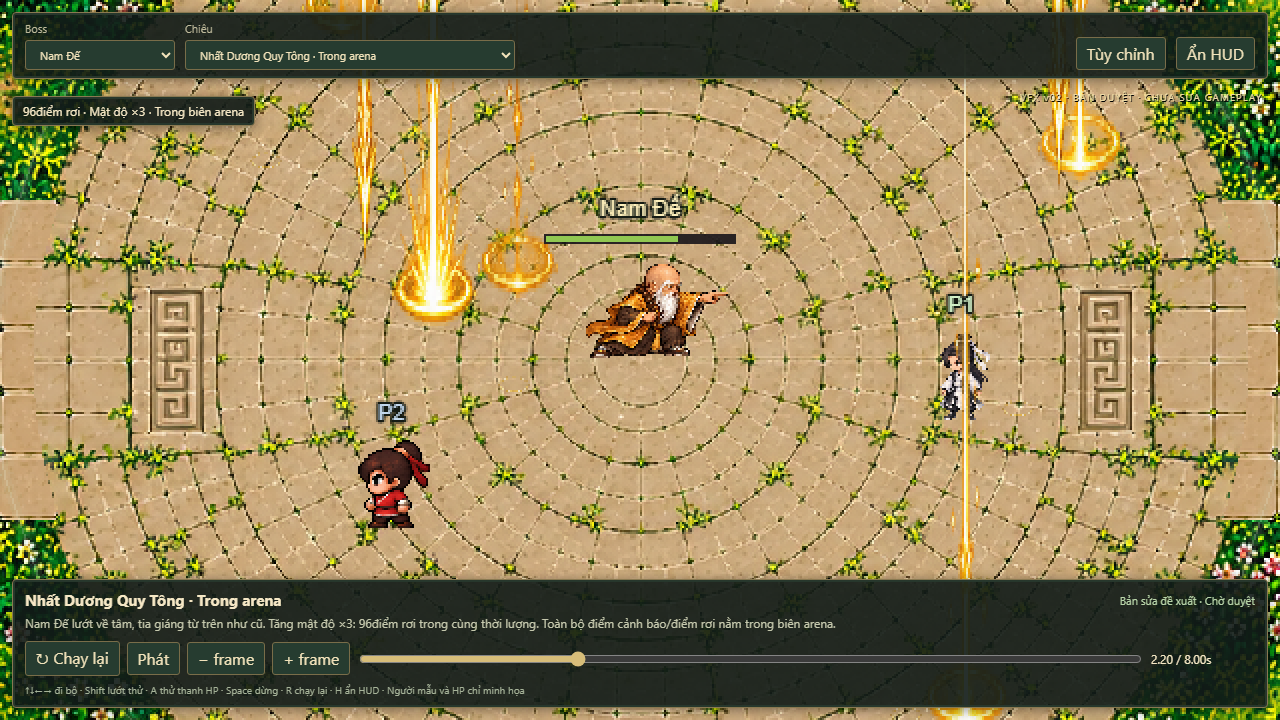 Boss
Chiêu
Nam Đế
Nhất Dương Quy Tông · Trong arena
Tùy chỉnh
Ẩn HUD
96điểm rơi · Mật độ ×3 · Trong biên arena
BẢN DUYỆT · CHƯA SỬA GAMEPLAY
Nam Đế
P1
P2
Nhất Dương Quy Tông · Trong arena
Bản sửa đề xuất · Chờ duyệt
Nam Đế lướt về tâm, tia giáng từ trên như cũ. Tăng mật độ ×3: 96điểm rơi trong cùng thời lượng. Toàn bộ điểm cảnh báo/điểm rơi nằm trong biên arena.
↻ Chạy lại
Phát
− frame
+ frame
2.20 / 8.00s
↑↓←→ đi bộ · Shift lướt thử · A thử thanh HP · Space dừng · R chạy lại · H ẩn HUD · Người mẫu và HP chỉ minh họa